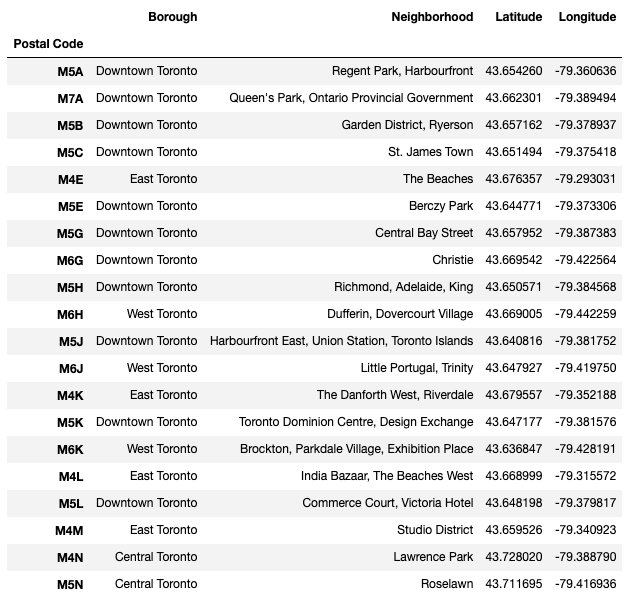 Borough Neighborhood Latitude Longitude
Postal Code
M5A Downtown Toronto Regent Park, Harbourfront 43.654260 -79.360636
M7A Downtown Toronto Queen's Park, Ontario Provincial Government 43.662301 -79.389494
M5B Downtown Toronto Garden District, Ryerson 43.657162 -79.378937
M5C Downtown Toronto St. James Town 43.651494 -79.375418
M4E East Toronto The Beaches 43.676357 -79.293031
M5E Downtown Toronto Berczy Park 43.644771 -79.373306
M5G Downtown Toronto Central Bay Street 43.657952 -79.387383
M6G Downtown Toronto Christie 43.669542 -79.422564
M5H Downtown Toronto Richmond, Adelaide, King 43.650571 -79.384568
M6H West Toronto Dufferin, Dovercourt Village 43.669005 -79.442259
M5J Downtown Toronto Harbourfront East, Union Station, Toronto Islands 43.640816 -79.381752
M6J West Toronto Little Portugal, Trinity 43.647927 -79.419750
M4K East Toronto The Danforth West, Riverdale 43.679557 -79.352188
M5K Downtown Toronto Toronto Dominion Centre, Design Exchange 43.647177 -79.381576
M6K West Toronto Brockton, Parkdale Village, Exhibition Place 43.636847 -79.428191
M4L East Toronto India Bazaar, The Beaches West 43.668999 -79.315572
M5L Downtown Toronto Commerce Court, Victoria Hotel 43.648198 -79.379817
M4M East Toronto Studio District 43.659526 -79.340923
M4N Central Toronto Lawrence Park 43.728020 -79.388790
M5N Central Toronto Roselawn 43.711695 -79.416936